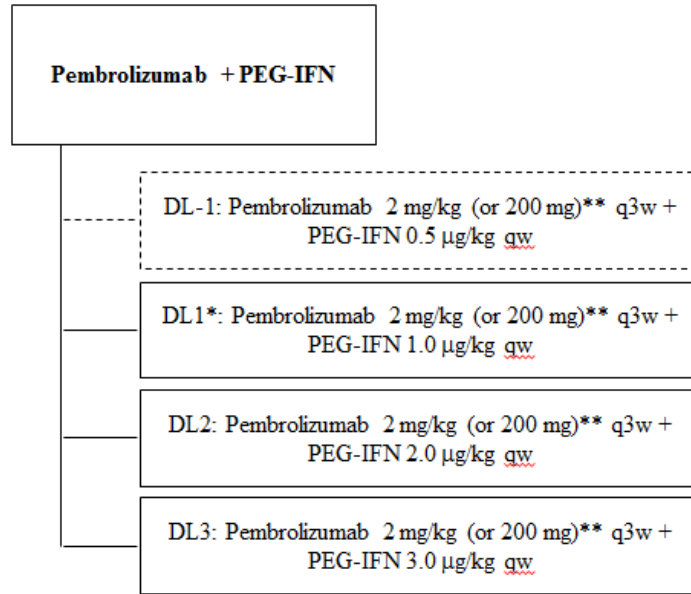 Pembrolizumab + PEG-IFN
DL-1: Pembrolizumab 2 mg/kg (or 200 mg)** q3w +
PEG-IFN 0.5 μg/kg qw
DL1*: Pembrolizumab 2 mg/kg (or 200 mg)** q3w +
PEG-IFN 1.0 μg/kg qw
DL2: Pembrolizumab 2 mg/kg (or 200 mg)** q3w +
PEG-IFN 2.0 μg/kg qw
DL3: Pembrolizumab 2 mg/kg (or 200 mg)** q3w +
PEG-IFN 3.0 μg/kg qw